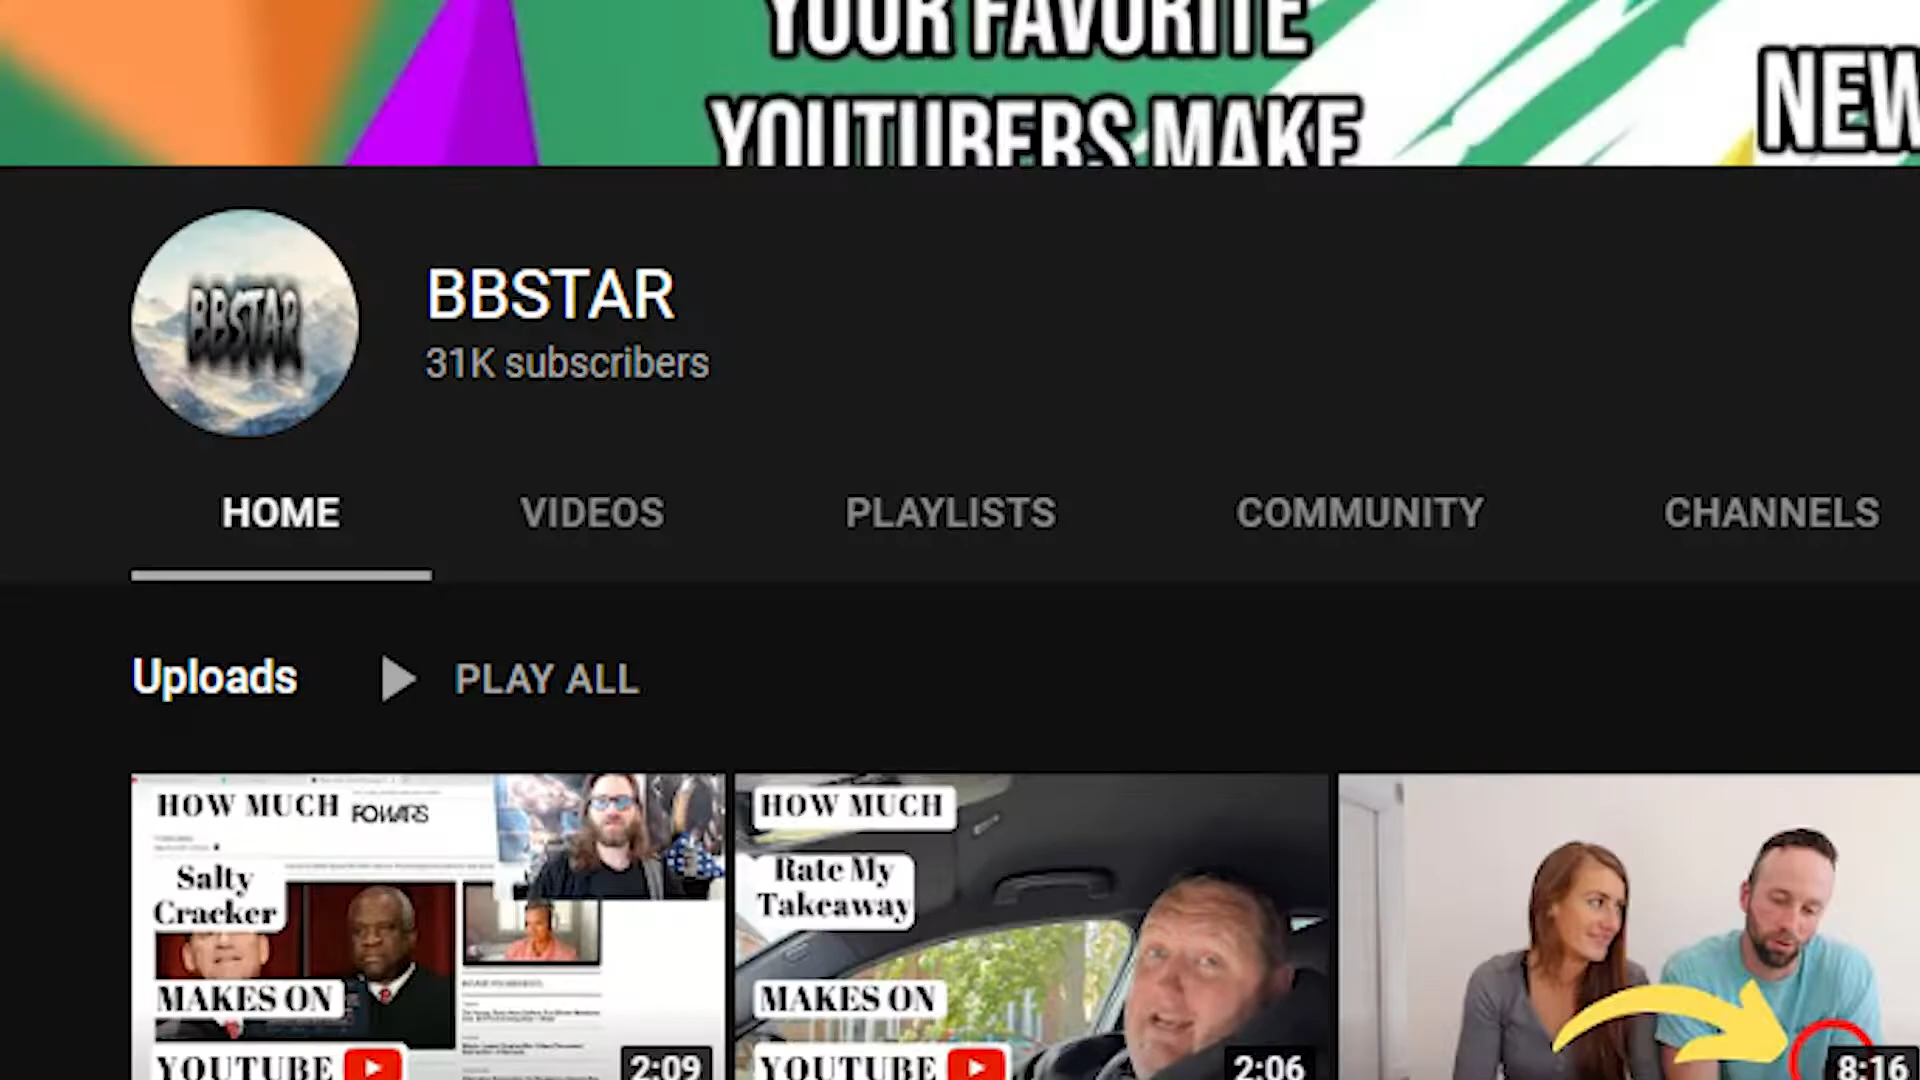 YOUR FAVORITE
YOUTUBERS MAKE
NEW
BBSTAR
BBSTAR
31K subscribers
HOME
VIDEOS
PLAYLISTS
COMMUNITY
CHANNELS
Uploads
PLAY ALL
HOW MUCH
FOWARS
Salty
Cracker
MAKES ON
YOUTUBE
2:09
HOW MUCH
Rate My
Takeaway
MAKES ON
YOUTUBE
2:06
8:16